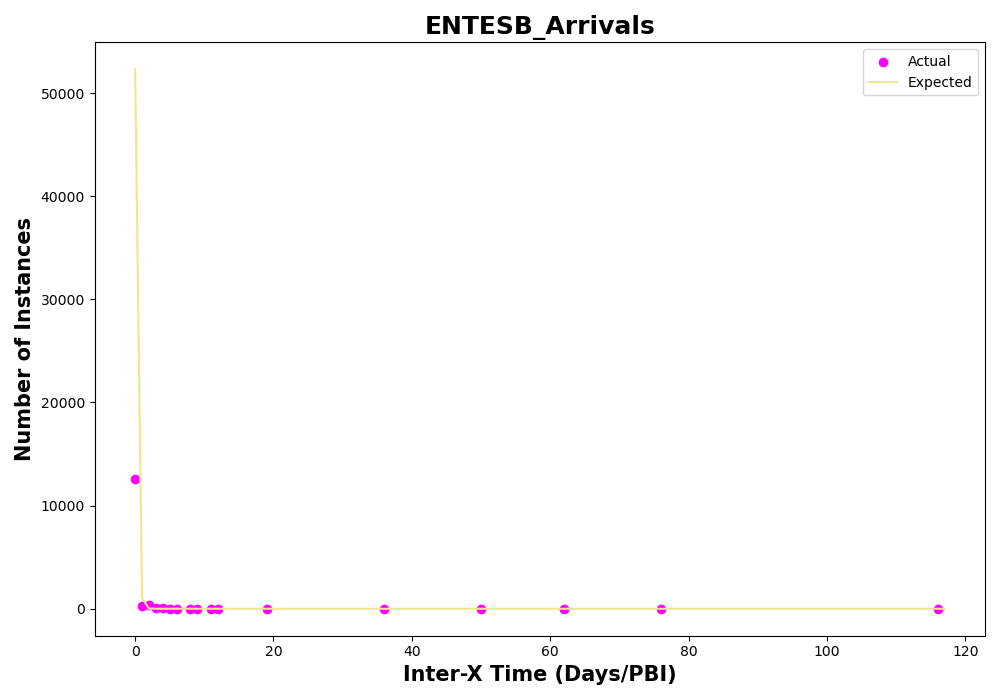 ENTESB_Arrivals
Actual
Expected
50000
40000
30000
20000
10000
0
Number of Instances
0 20 40 60 80 100 120
Inter-X Time (Days/PBI)